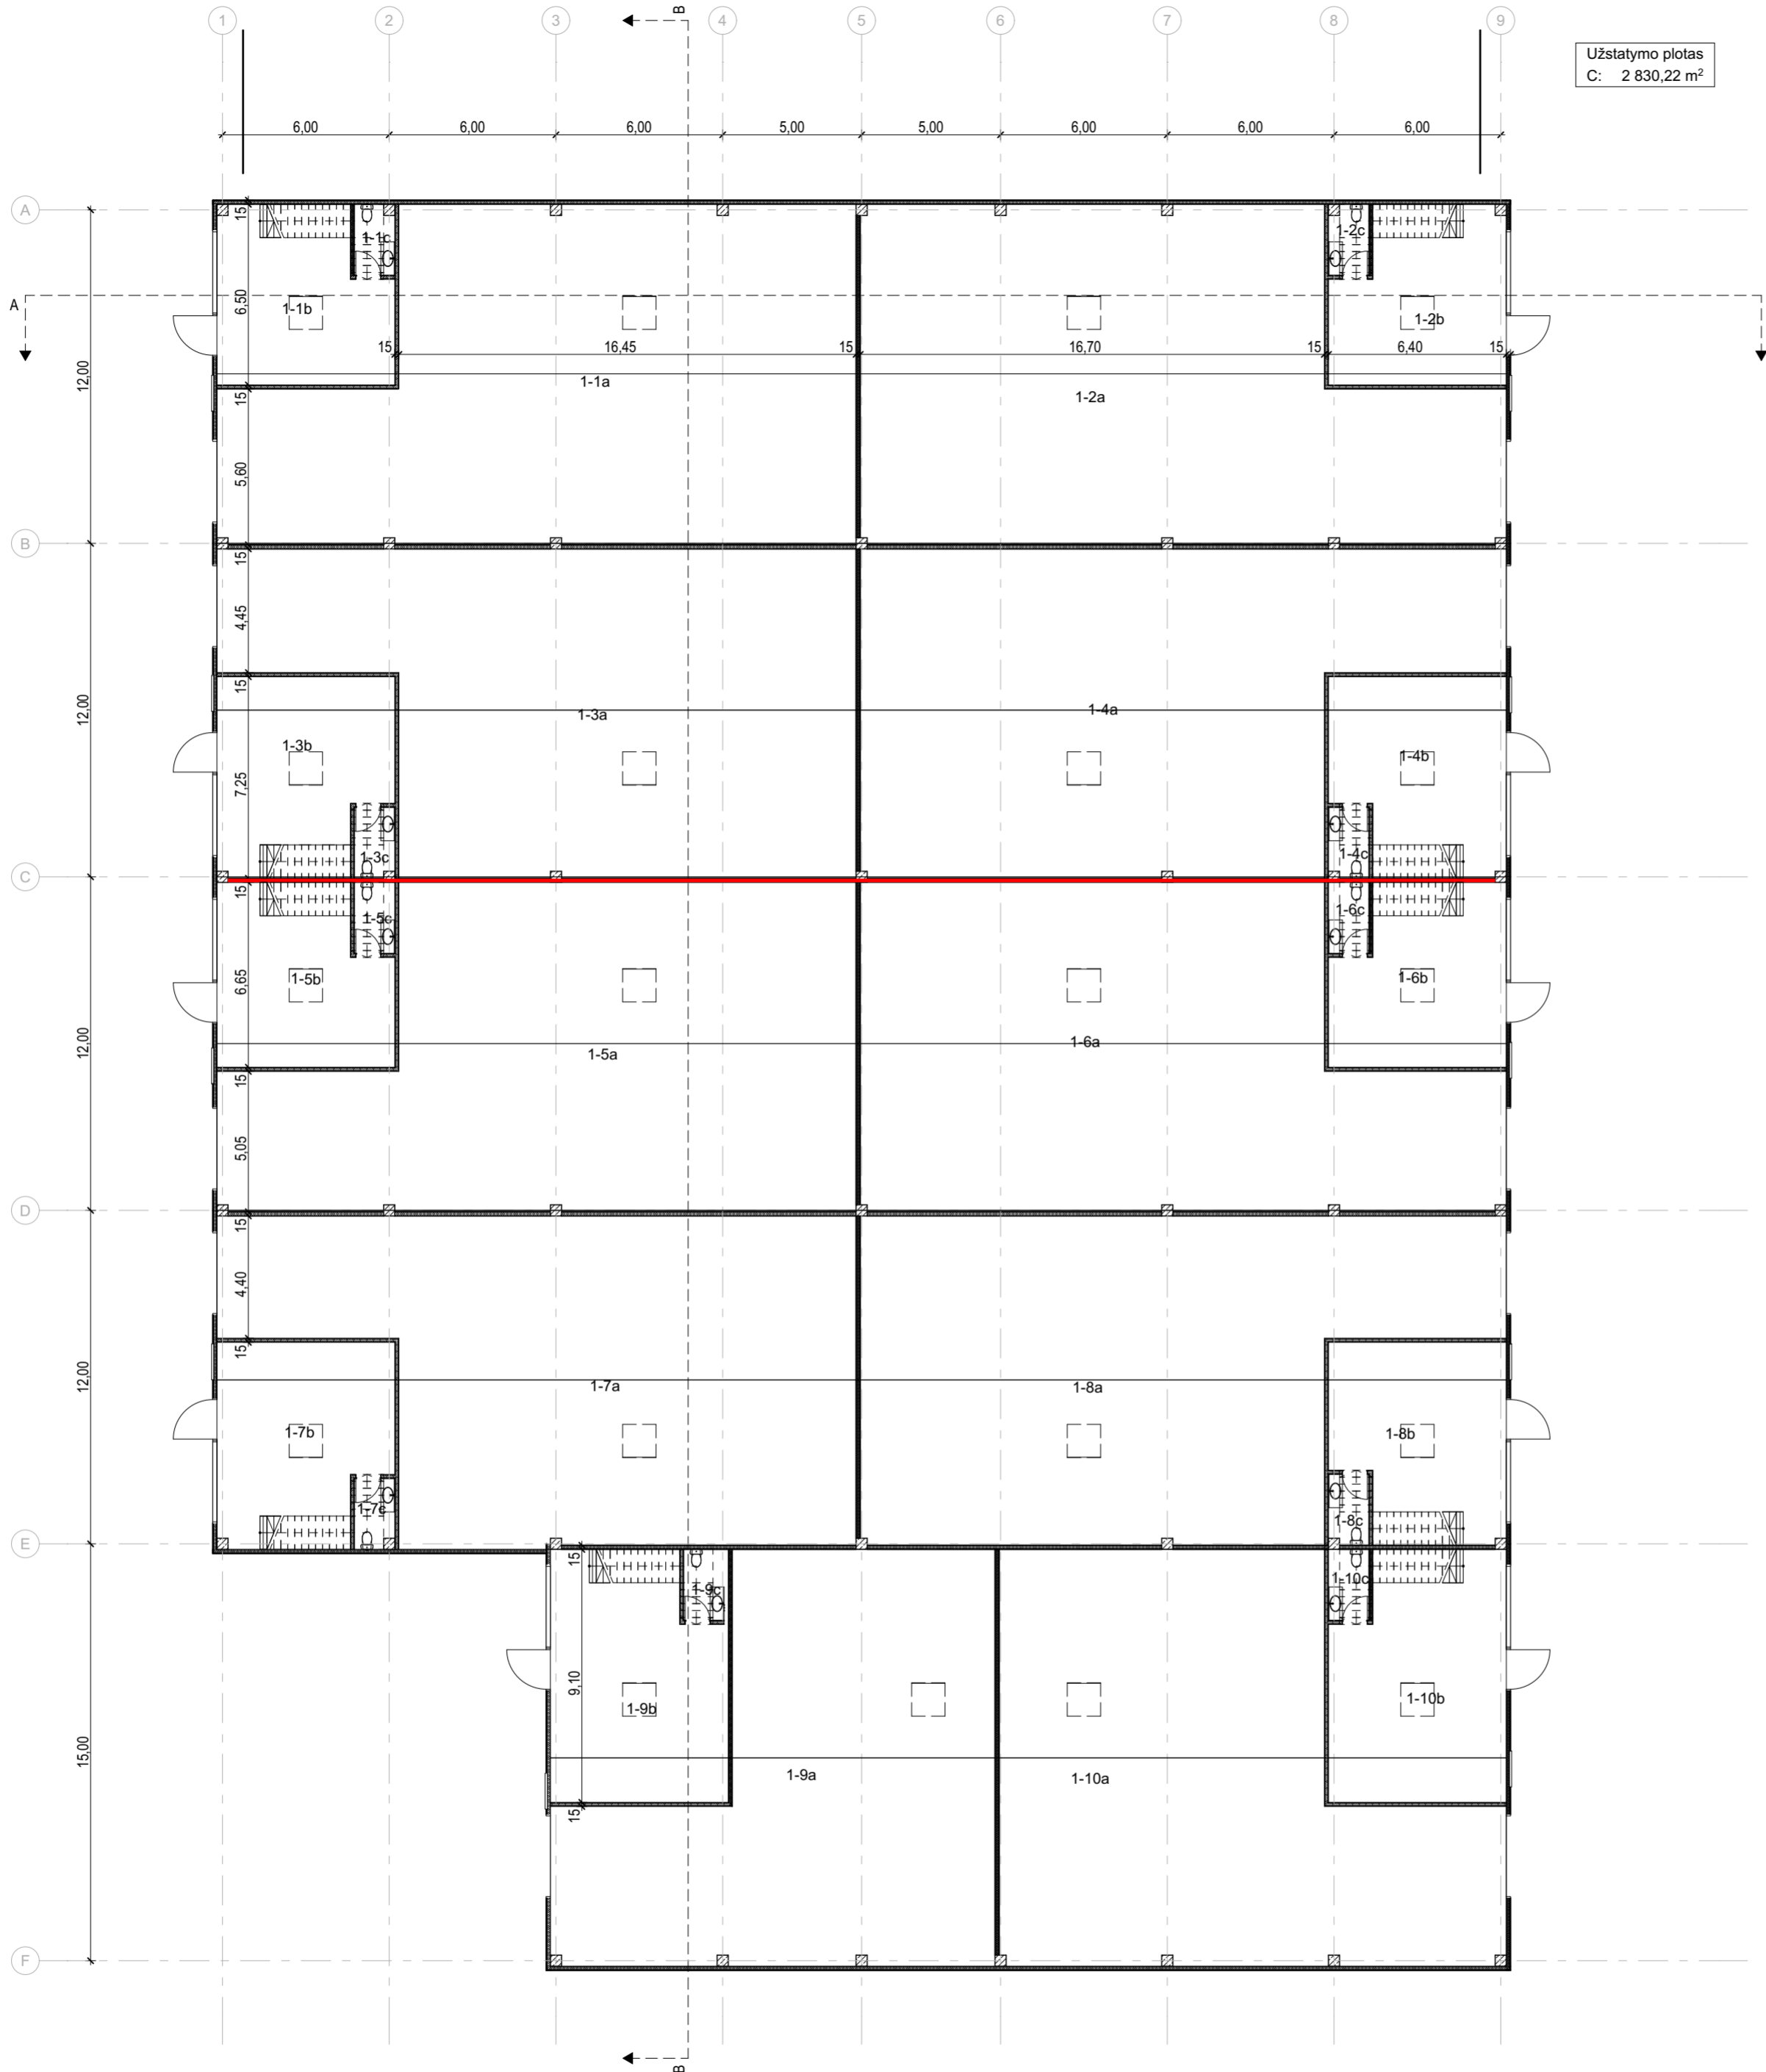 B
1 2 3 4 5 6 7 8 9
Užstatymo plotas
C: 2 830,22 m²
6,00 6,00 6,00 5,00 5,00 6,00 6,00 6,00
A
15
1-1c
1-2c
6,50
1-1b
1-2b
A
15 16,45 15 16,70 15 6,40 15
12,00
1-1a
1-2a
15
5,60
B
15
4,45
15
12,00
1-3a
1-4a
1-3b
1-4b
7,25
1-3c
1-4c
C
15
1-5c
1-6c
6,65
1-5b
1-6b
12,00
1-5a
1-6a
15
5,05
D
15
4,40
15
12,00
1-7a
1-8a
1-7b
1-8b
1-7c
1-8c
E
15
1-9c
1-10c
9,10
1-9b
1-10b
15,00
1-9a
1-10a
15
F
B